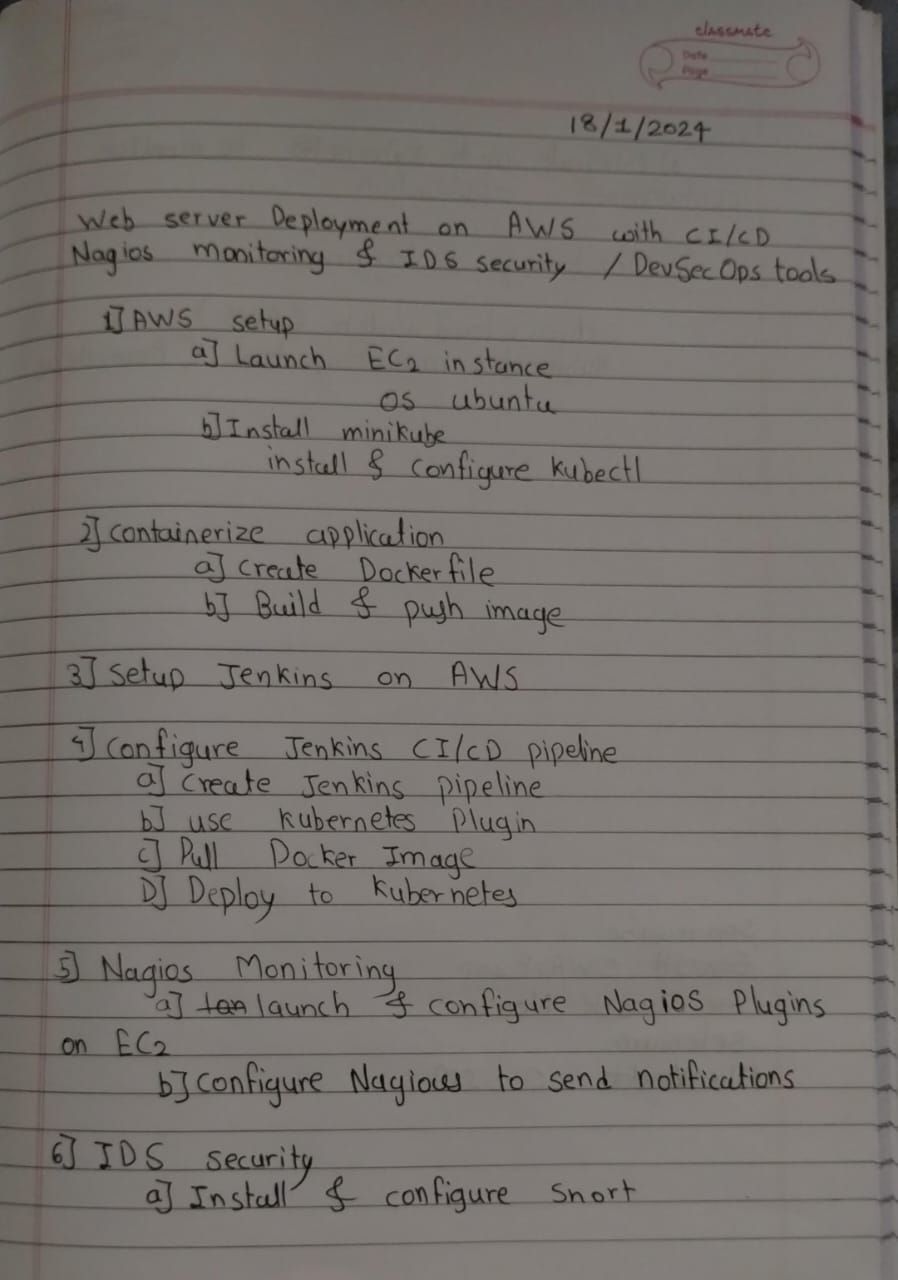 classmate
Date
Page
18/1/2024
Web server Deployment on AWS with CI/CD
Nagios monitoring & IDS security / DevSecOps tools
1] AWS setup
a] Launch EC2 instance
OS ubuntu
b] Install minikube
install & configure kubectl
2] containerize application
a] create Dockerfile
b] Build & push image
3] setup Jenkins on AWS
4] configure Jenkins CI/CD pipeline
a] create Jenkins pipeline
b] use kubernetes Plugin
c] Pull Docker Image
D] Deploy to kubernetes
5] Nagios Monitoring
a] launch & configure Nagios Plugins
on EC2
b] configure Nagious to send notifications
6] IDS security
a] Install & configure snort